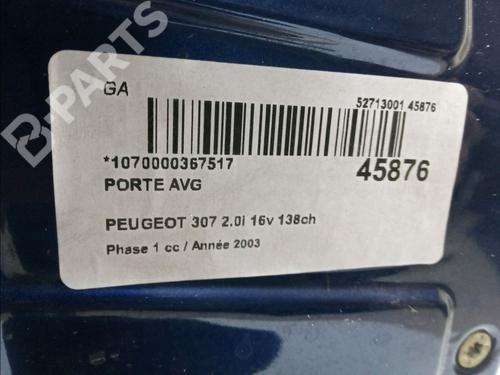 B-PARTS
GA
52713001 45876
*1070000367517
45876
PORTE AVG
PEUGEOT 307 2.0i 16v 138ch
Phase 1 cc / Année 2003